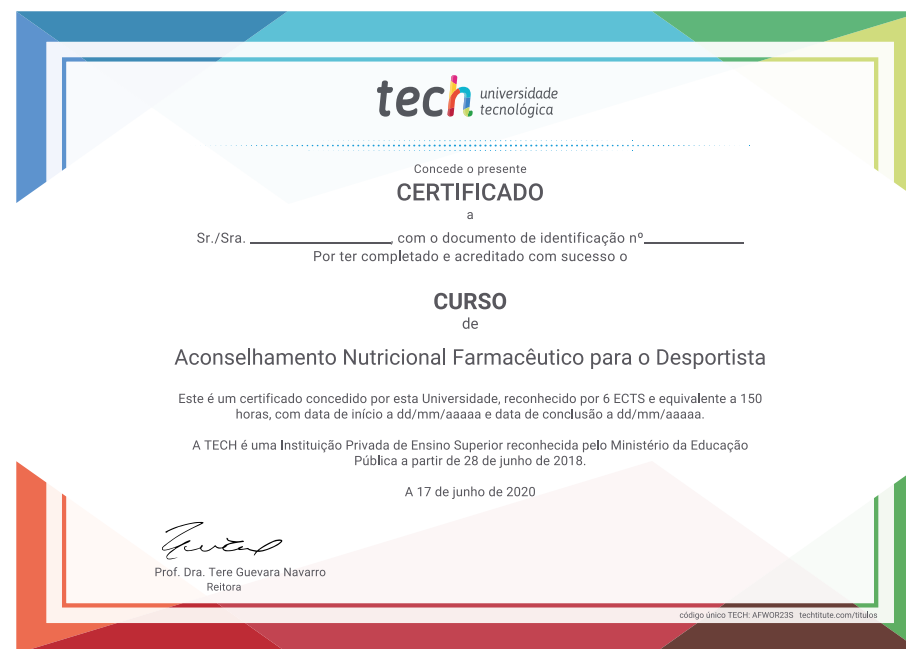 tech universidade
tecnológica
Concede o presente
CERTIFICADO
a
Sr./Sra. ____________________, com o documento de identificação nº______________
Por ter completado e acreditado com sucesso o
CURSO
de
Aconselhamento Nutricional Farmacêutico para o Desportista
Este é um certificado concedido por esta Universidade, reconhecido por 6 ECTS e equivalente a 150
horas, com data de início a dd/mm/aaaaa e data de conclusão a dd/mm/aaaaa.
A TECH é uma Instituição Privada de Ensino Superior reconhecida pelo Ministério da Educação
Pública a partir de 28 de junho de 2018.
A 17 de junho de 2020
Prof. Dra. Tere Guevara Navarro
Reitora
código único TECH: AFWOR23S techtitute.com/titulos